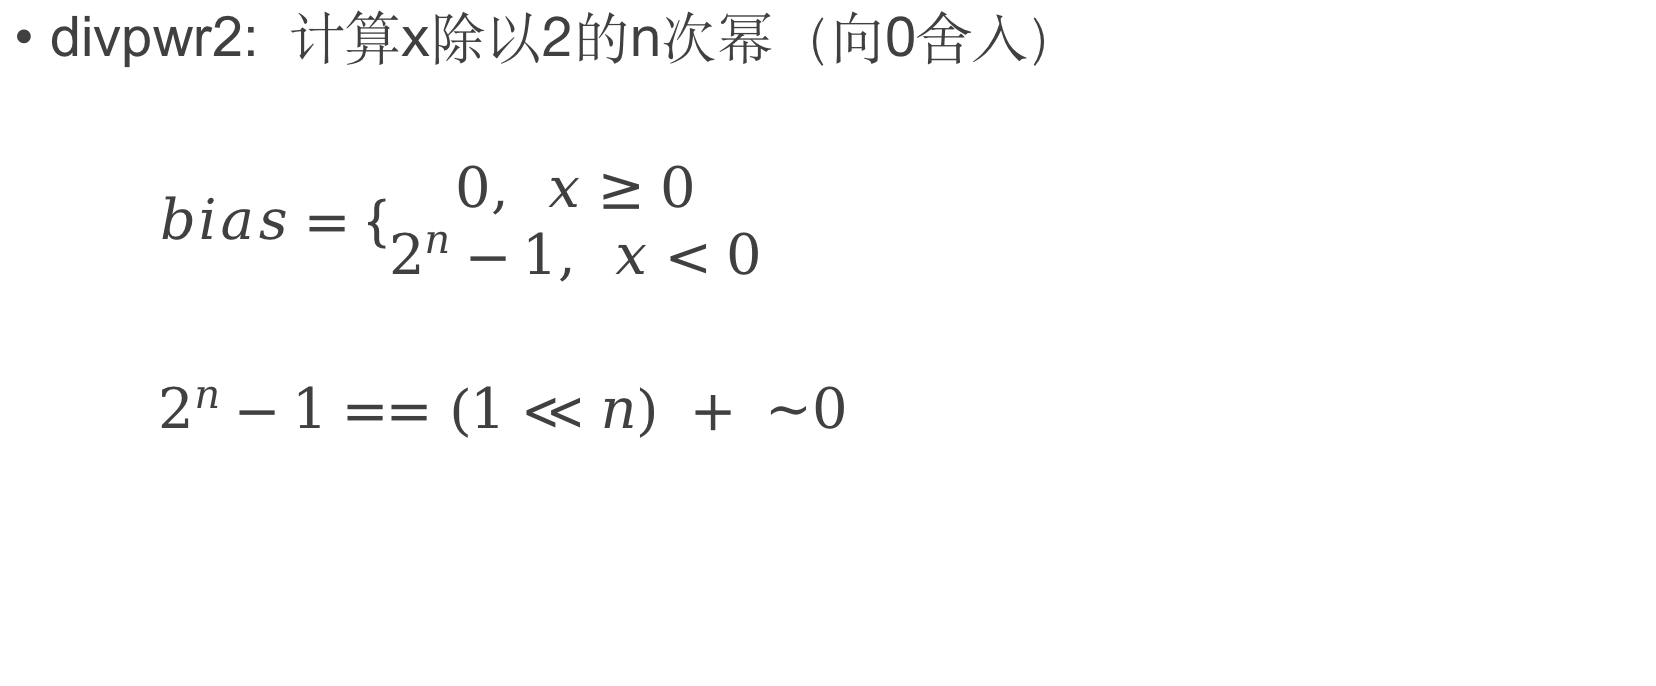 • divpwr2: 计算x除以2的n次幂（向0舍入）
bias = {
0, x ≥ 0
2ⁿ − 1, x < 0
2ⁿ − 1 == (1 ≪ n) + ~0